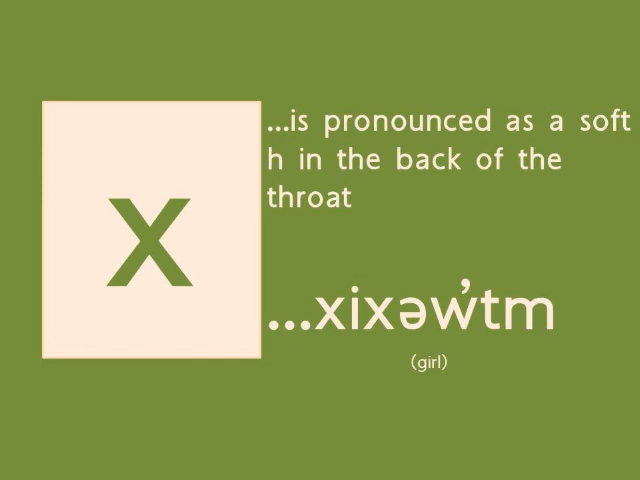 x
...is pronounced as a soft
h in the back of the
throat
...xixəw̓tm
(girl)